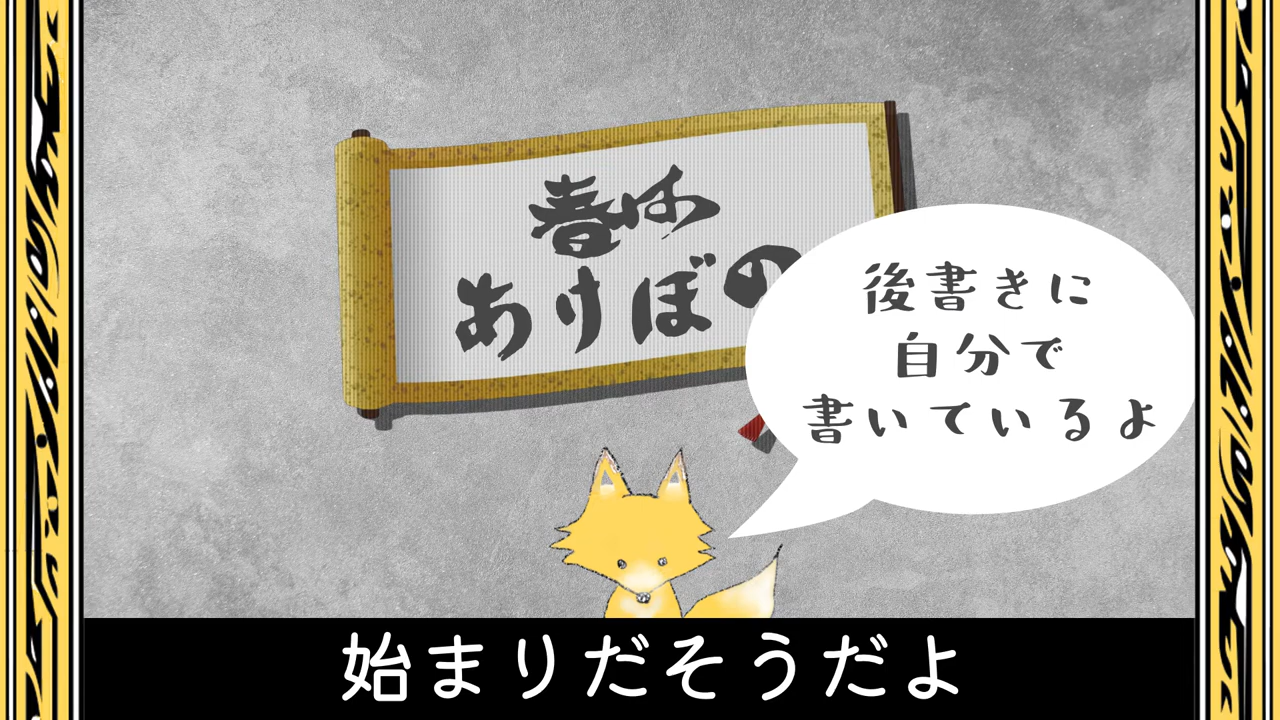 春は
あけぼの
後書きに
自分で
書いているよ
始まりだそうだよ